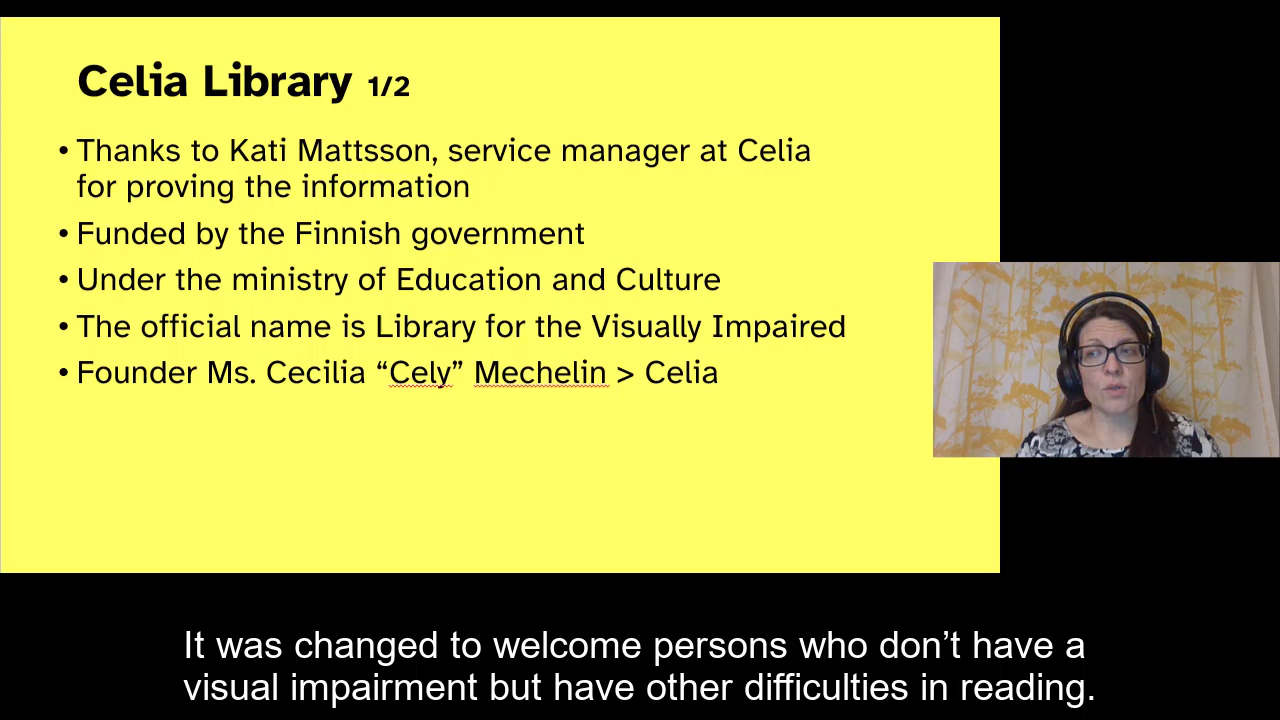 Celia Library 1/2
• Thanks to Kati Mattsson, service manager at Celia
for proving the information
• Funded by the Finnish government
• Under the ministry of Education and Culture
• The official name is Library for the Visually Impaired
• Founder Ms. Cecilia “Cely” Mechelin > Celia
It was changed to welcome persons who don’t have a
visual impairment but have other difficulties in reading.